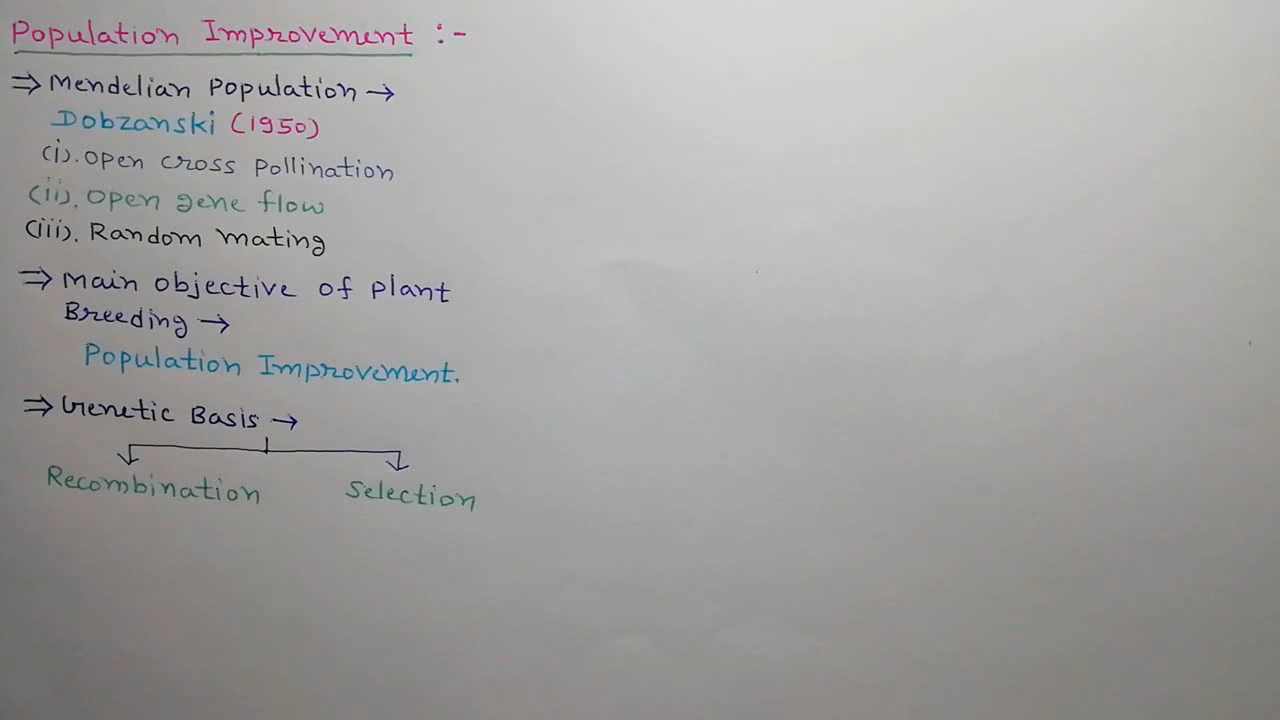 Population Improvement :-
⇒ Mendelian Population →
Dobzanski (1950)
(i). Open cross pollination
(ii). Open gene flow
(iii). Random mating
⇒ Main objective of plant
Breeding →
Population Improvement.
⇒ Genetic Basis →
Recombination Selection